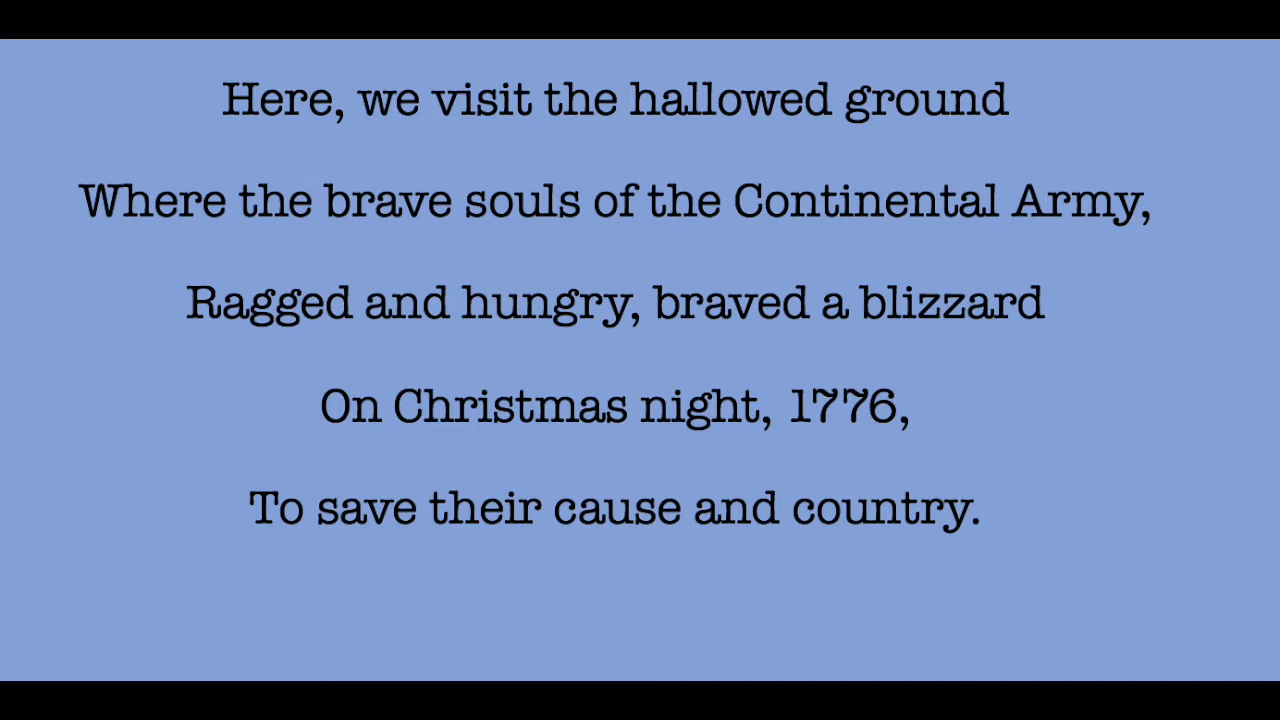 Here, we visit the hallowed ground
Where the brave souls of the Continental Army,
Ragged and hungry, braved a blizzard
On Christmas night, 1776,
To save their cause and country.